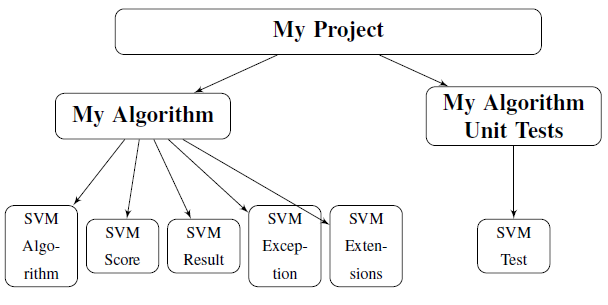 My Project
My Algorithm
My Algorithm
Unit Tests
SVM
Algo-
rithm
SVM
Score
SVM
Result
SVM
Excep-
tion
SVM
Exten-
sions
SVM
Test